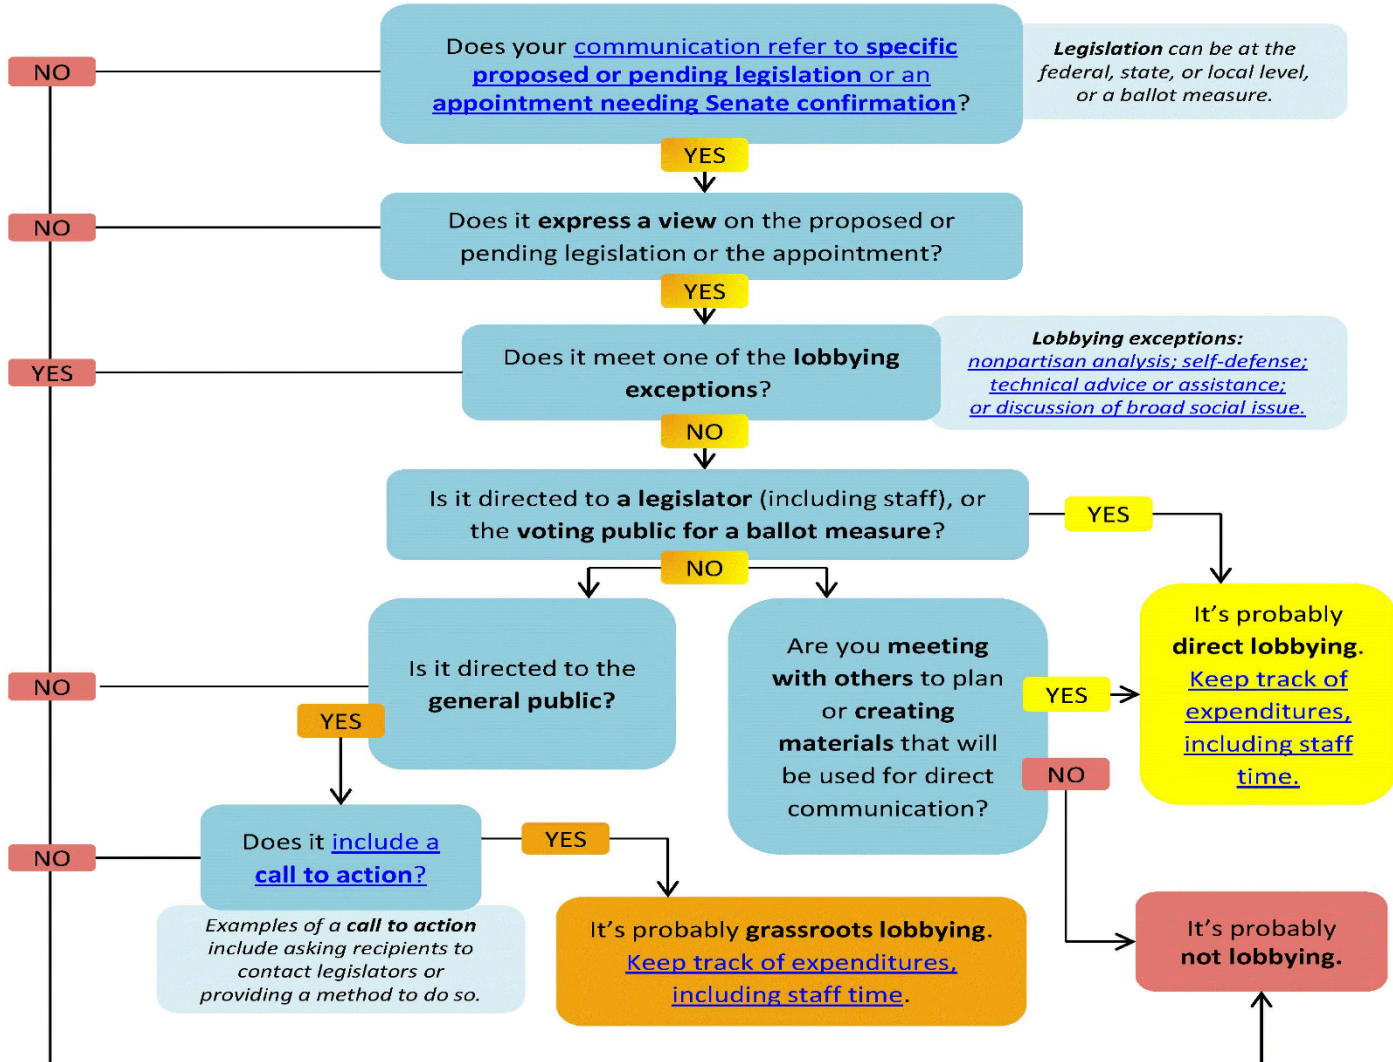 Does your communication refer to specific
proposed or pending legislation or an
appointment needing Senate confirmation?
Legislation can be at the
federal, state, or local level,
or a ballot measure.
NO
YES
Does it express a view on the proposed or
pending legislation or the appointment?
NO
YES
Does it meet one of the lobbying
exceptions?
Lobbying exceptions:
nonpartisan analysis; self-defense;
technical advice or assistance;
or discussion of broad social issue.
YES
NO
Is it directed to a legislator (including staff), or
the voting public for a ballot measure?
YES
NO
Is it directed to the
general public?
NO
YES
Are you meeting
with others to plan
or creating
materials that will
be used for direct
communication?
YES
NO
It's probably
direct lobbying.
Keep track of
expenditures,
including staff
time.
Does it include a
call to action?
NO
YES
Examples of a call to action
include asking recipients to
contact legislators or
providing a method to do so.
It's probably grassroots lobbying.
Keep track of expenditures,
including staff time.
It's probably
not lobbying.